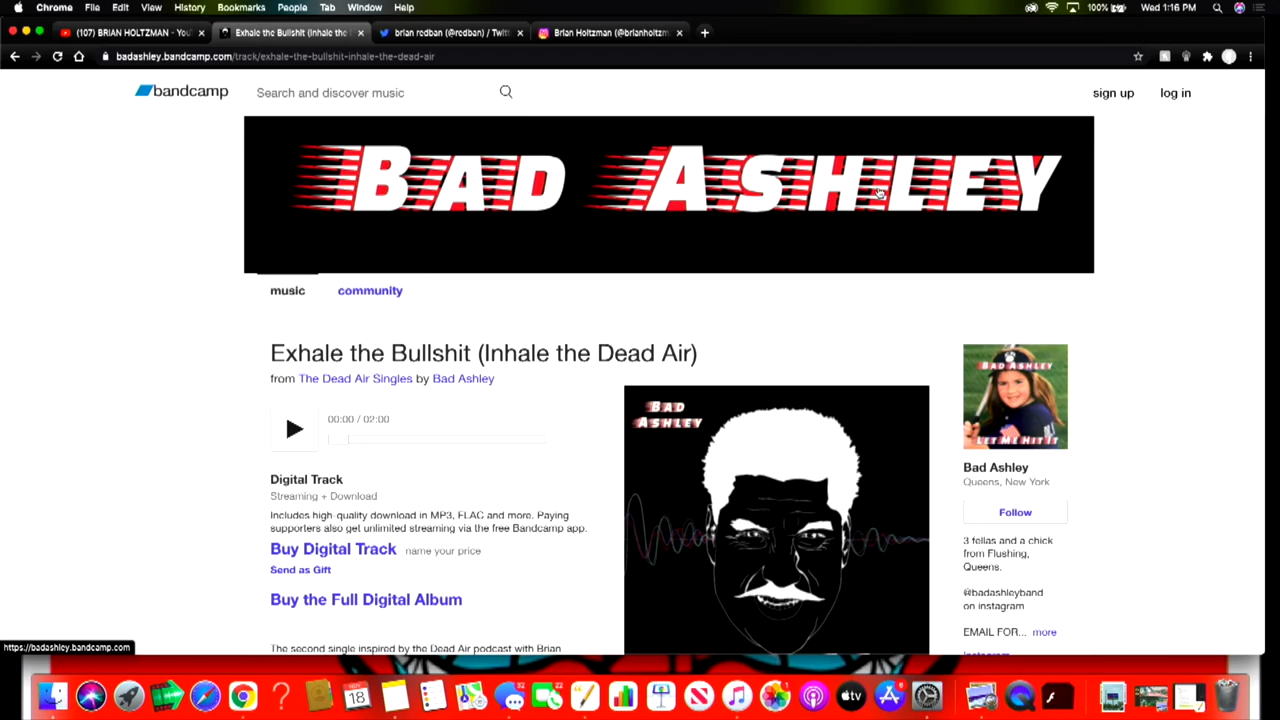 Chrome File Edit View History Bookmarks People Tab Window Help 100% Wed 1:16 PM
(107) BRIAN HOLTZMAN - You Exhale the Bullshit (Inhale the brian redban (@redban) / Twitt Brian Holtzman (@brianholtzm
badashley.bandcamp.com/track/exhale-the-bullshit-inhale-the-dead-air
bandcamp Search and discover music sign up log in
BAD ASHLEY
music community
Exhale the Bullshit (Inhale the Dead Air)
from The Dead Air Singles by Bad Ashley
00:00 / 02:00
Digital Track
Streaming + Download
Includes high-quality download in MP3, FLAC and more. Paying
supporters also get unlimited streaming via the free Bandcamp app.
Buy Digital Track name your price
Send as Gift
Buy the Full Digital Album
The second single inspired by the Dead Air podcast with Brian
BAD
ASHLEY
BAD ASHLEY
LET ME HIT IT
Bad Ashley
Queens, New York
Follow
3 fellas and a chick
from Flushing,
Queens.
@badashleyband
on instagram
EMAIL FOR... more
https://badashley.bandcamp.com
18